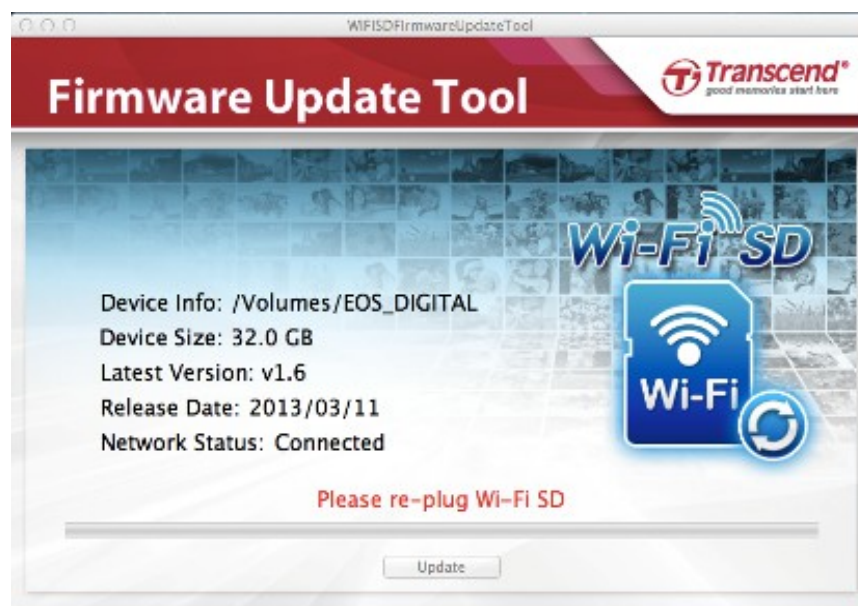 WIFISDFirmwareUpdateTool
Firmware Update Tool
Transcend®
good memories start here
Wi-Fi SD
Device Info: /Volumes/EOS_DIGITAL
Device Size: 32.0 GB
Latest Version: v1.6
Release Date: 2013/03/11
Network Status: Connected
Wi-Fi
Please re-plug Wi-Fi SD
Update